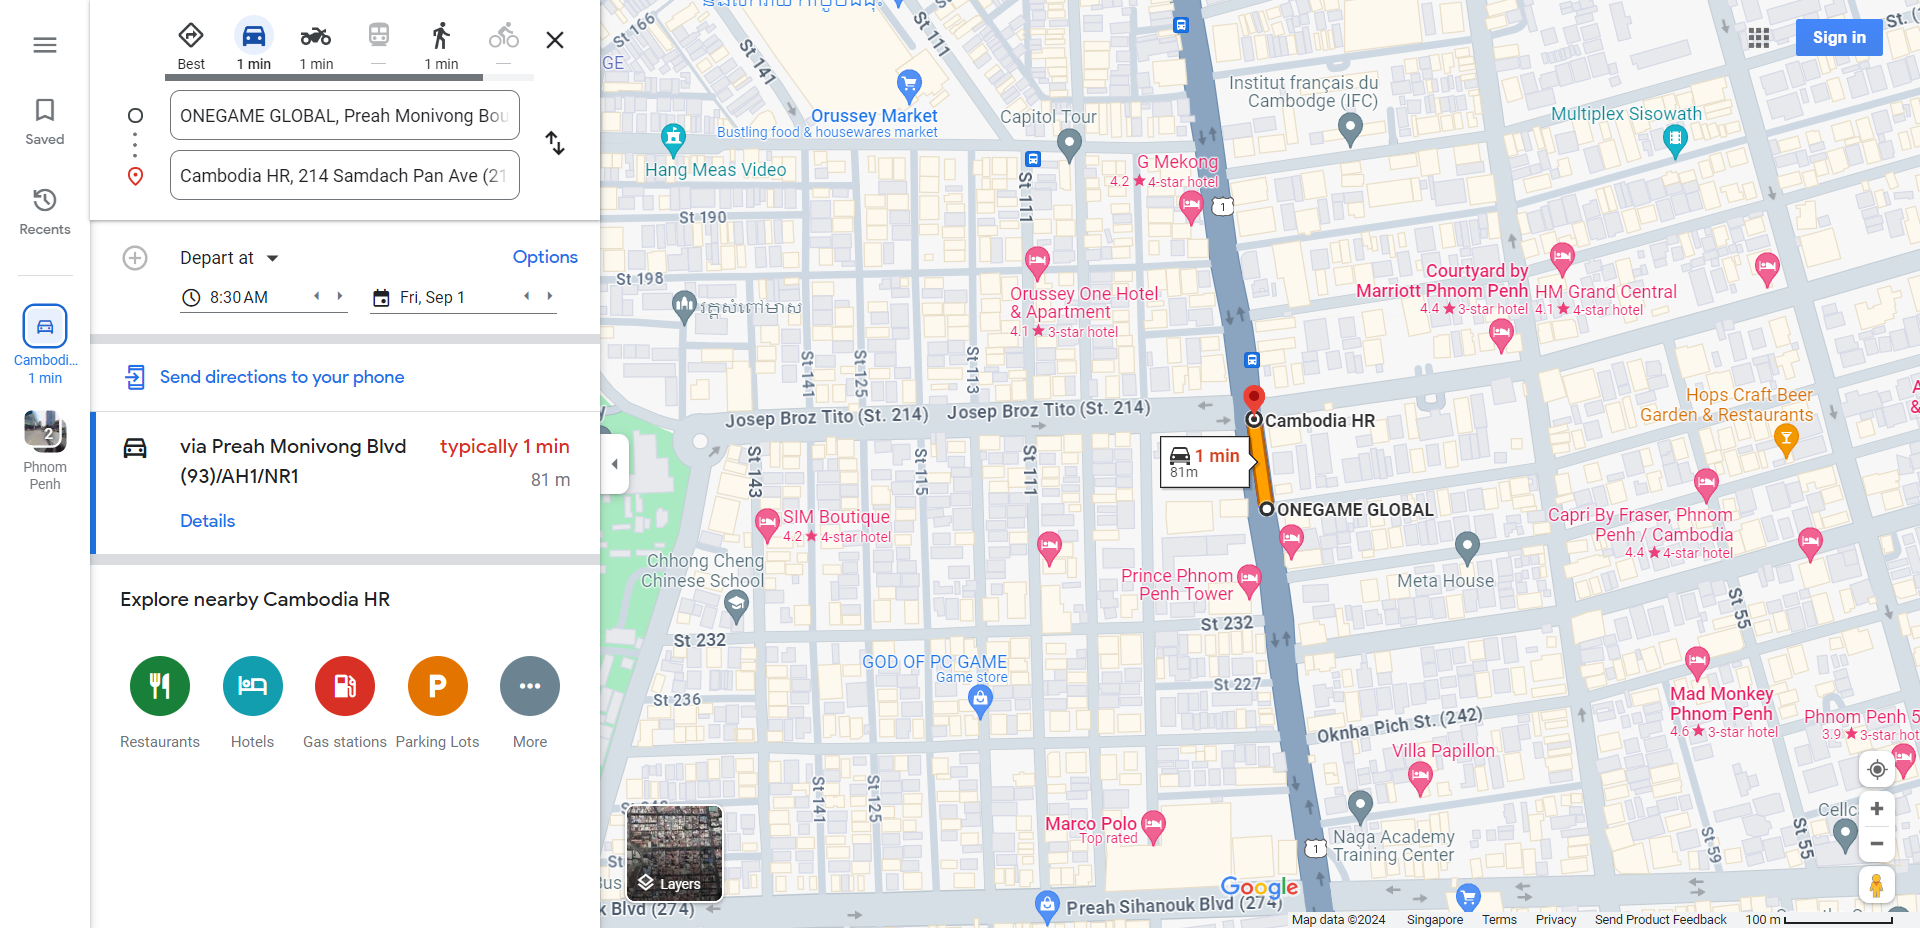 Saved
Recents
Cambodi...
1 min
2
Phnom
Penh
Best
1 min
1 min
—
1 min
—
ONEGAME GLOBAL, Preah Monivong Bou
Cambodia HR, 214 Samdach Pan Ave (21
Depart at
Options
8:30 AM
Fri, Sep 1
Send directions to your phone
via Preah Monivong Blvd
(93)/AH1/NR1
typically 1 min
81 m
Details
Explore nearby Cambodia HR
Restaurants
Hotels
Gas stations
P
Parking Lots
More
Sign in
St 166
GE
St 141
St 111
Orussey Market
Bustling food & housewares market
Capitol Tour
Institut français du
Cambodge (IFC)
Multiplex Sisowath
Hang Meas Video
G Mekong
4.2 ★ 4-star hotel
1
St 190
St 111
St 198
វត្តសំពៅមាស
Orussey One Hotel
& Apartment
4.1 ★ 3-star hotel
Courtyard by
Marriott Phnom Penh
4.4 ★ 3-star hotel
HM Grand Central
4.1 ★ 4-star hotel
St 141
St 125
St 113
Josep Broz Tito (St. 214)
Josep Broz Tito (St. 214)
Cambodia HR
1 min
81m
ONEGAME GLOBAL
Hops Craft Beer
Garden & Restaurants
St 143
St 115
St 111
SIM Boutique
4.2 ★ 4-star hotel
Chhong Cheng
Chinese School
Prince Phnom
Penh Tower
Meta House
Capri By Fraser, Phnom
Penh / Cambodia
4.4 ★ 4-star hotel
St 232
St 232
St 55
GOD OF PC GAME
Game store
St 227
St 236
Oknha Pich St. (242)
Mad Monkey
Phnom Penh
4.6 ★ 3-star hotel
Phnom Penh 5
3.9 ★ 3-star hot
Villa Papillon
St 141
St 125
Marco Polo
Top rated
Naga Academy
Training Center
1
St 59
St 55
Cellc
Layers
Bus
k Blvd (274)
Preah Sihanouk Blvd (274)
Google
Map data ©2024
Singapore
Terms
Privacy
Send Product Feedback
100 m